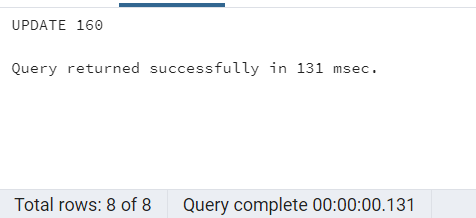 UPDATE 160
Query returned successfully in 131 msec.
Total rows: 8 of 8 Query complete 00:00:00.131